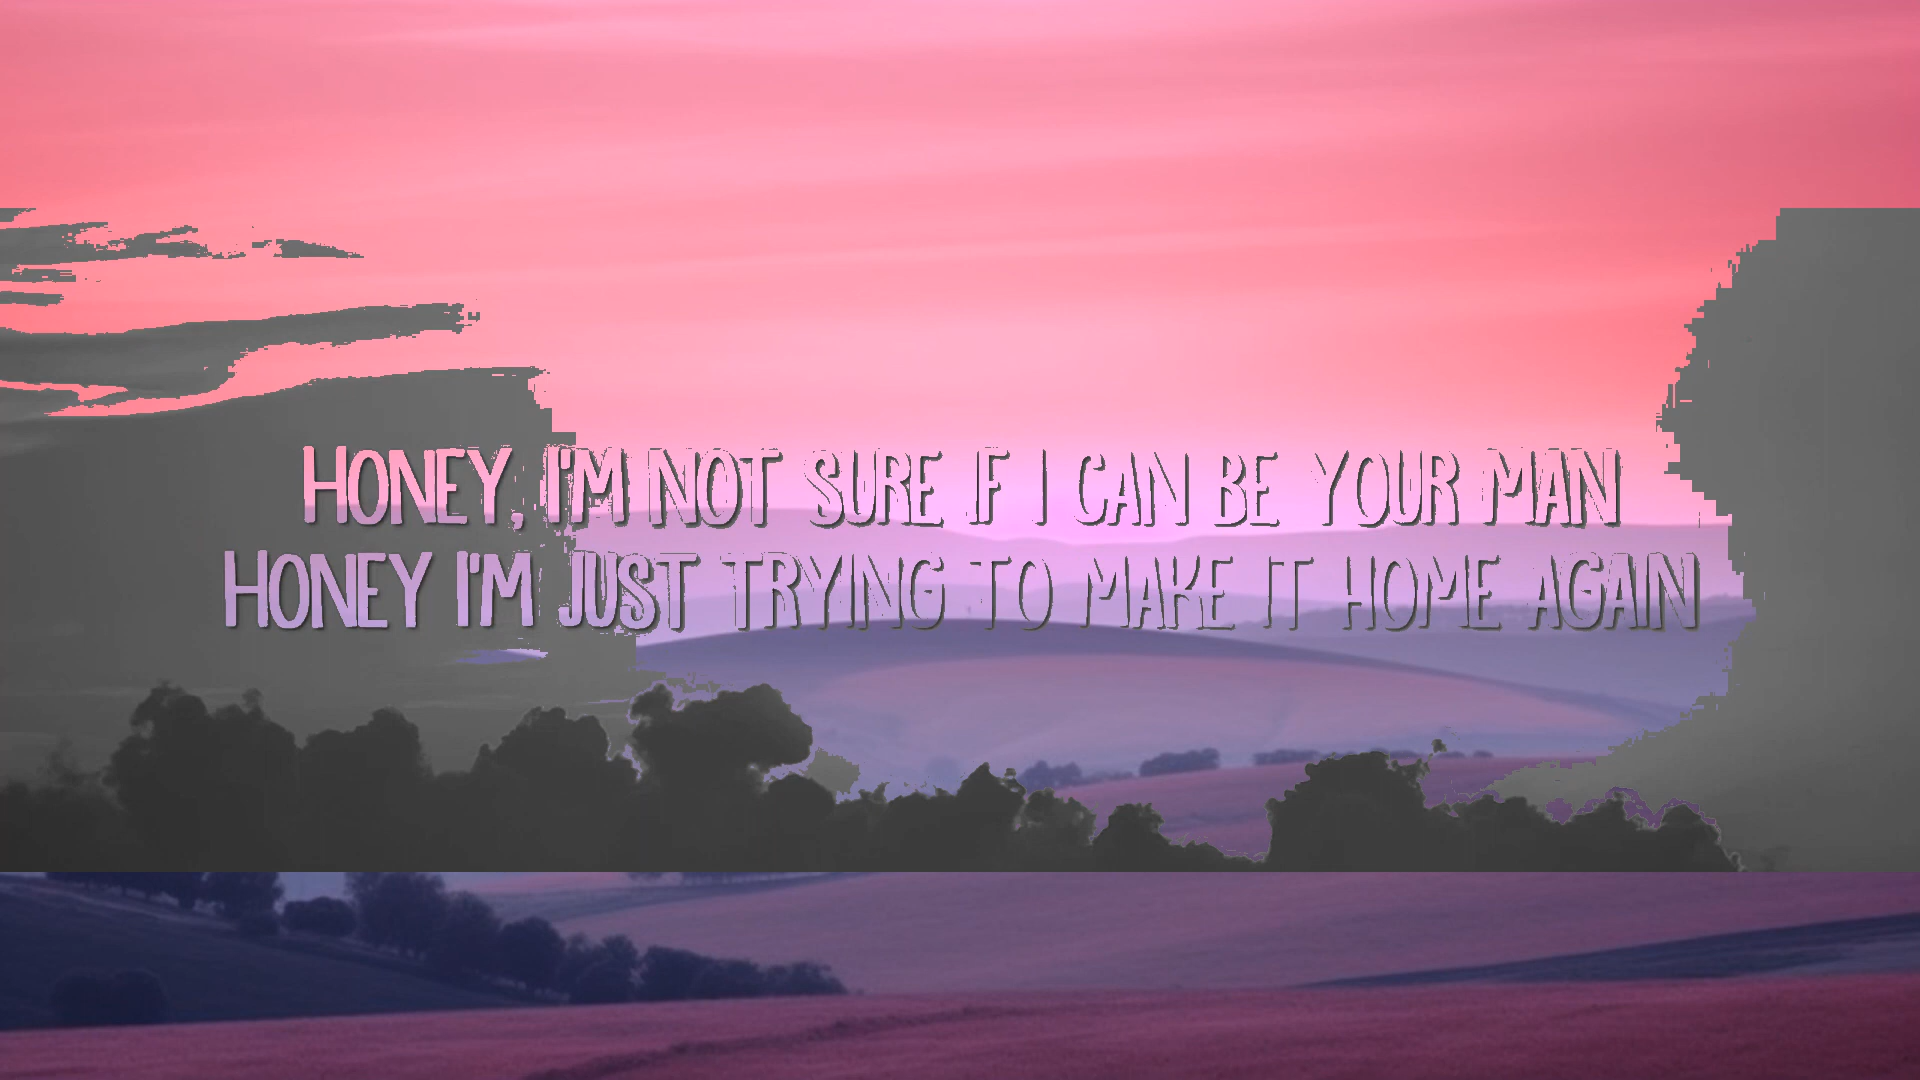 HONEY, I'M NOT SURE IF I CAN BE YOUR MAN
HONEY I'M JUST TRYING TO MAKE IT HOME AGAIN